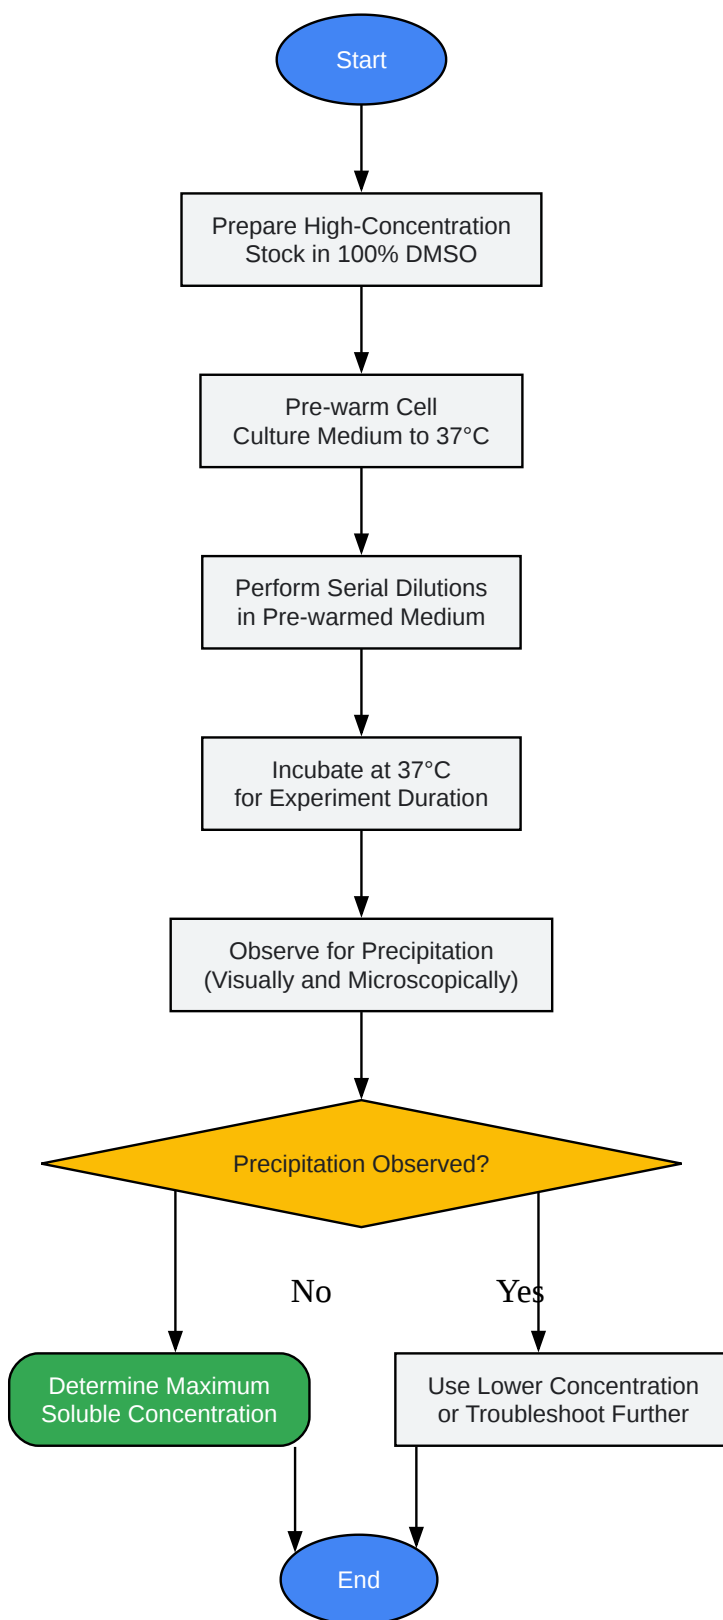 Start
Prepare High-Concentration
Stock in 100% DMSO
Pre-warm Cell
Culture Medium to 37°C
Perform Serial Dilutions
in Pre-warmed Medium
Incubate at 37°C
for Experiment Duration
Observe for Precipitation
(Visually and Microscopically)
Precipitation Observed?
No
Yes
Determine Maximum
Soluble Concentration
Use Lower Concentration
or Troubleshoot Further
End